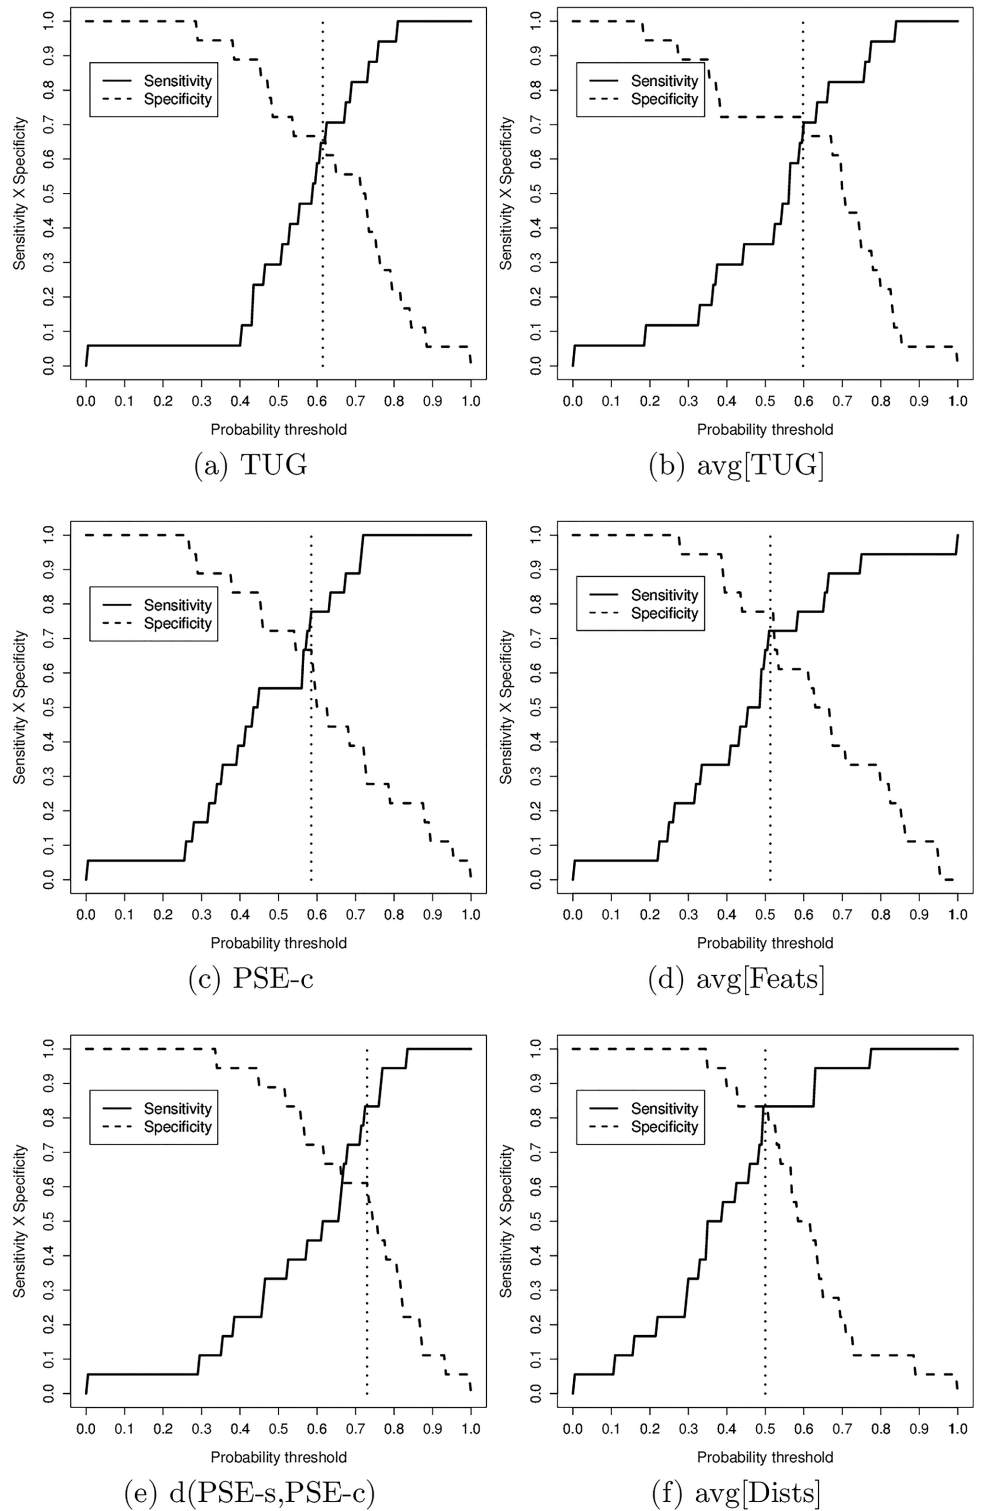 Sensitivity X Specificity
1.0
0.9
0.8
0.7
0.6
0.5
0.4
0.3
0.2
0.1
0.0
Sensitivity
Specificity
0.0 0.1 0.2 0.3 0.4 0.5 0.6 0.7 0.8 0.9 1.0
Probability threshold
(a) TUG
Sensitivity X Specificity
1.0
0.9
0.8
0.7
0.6
0.5
0.4
0.3
0.2
0.1
0.0
Sensitivity
Specificity
0.0 0.1 0.2 0.3 0.4 0.5 0.6 0.7 0.8 0.9 1.0
Probability threshold
(b) avg[TUG]
Sensitivity X Specificity
1.0
0.9
0.8
0.7
0.6
0.5
0.4
0.3
0.2
0.1
0.0
Sensitivity
Specificity
0.0 0.1 0.2 0.3 0.4 0.5 0.6 0.7 0.8 0.9 1.0
Probability threshold
(c) PSE-c
Sensitivity X Specificity
1.0
0.9
0.8
0.7
0.6
0.5
0.4
0.3
0.2
0.1
0.0
Sensitivity
Specificity
0.0 0.1 0.2 0.3 0.4 0.5 0.6 0.7 0.8 0.9 1.0
Probability threshold
(d) avg[Feats]
Sensitivity X Specificity
1.0
0.9
0.8
0.7
0.6
0.5
0.4
0.3
0.2
0.1
0.0
Sensitivity
Specificity
0.0 0.1 0.2 0.3 0.4 0.5 0.6 0.7 0.8 0.9 1.0
Probability threshold
(e) d(PSE-s,PSE-c)
Sensitivity X Specificity
1.0
0.9
0.8
0.7
0.6
0.5
0.4
0.3
0.2
0.1
0.0
Sensitivity
Specificity
0.0 0.1 0.2 0.3 0.4 0.5 0.6 0.7 0.8 0.9 1.0
Probability threshold
(f) avg[Dists]